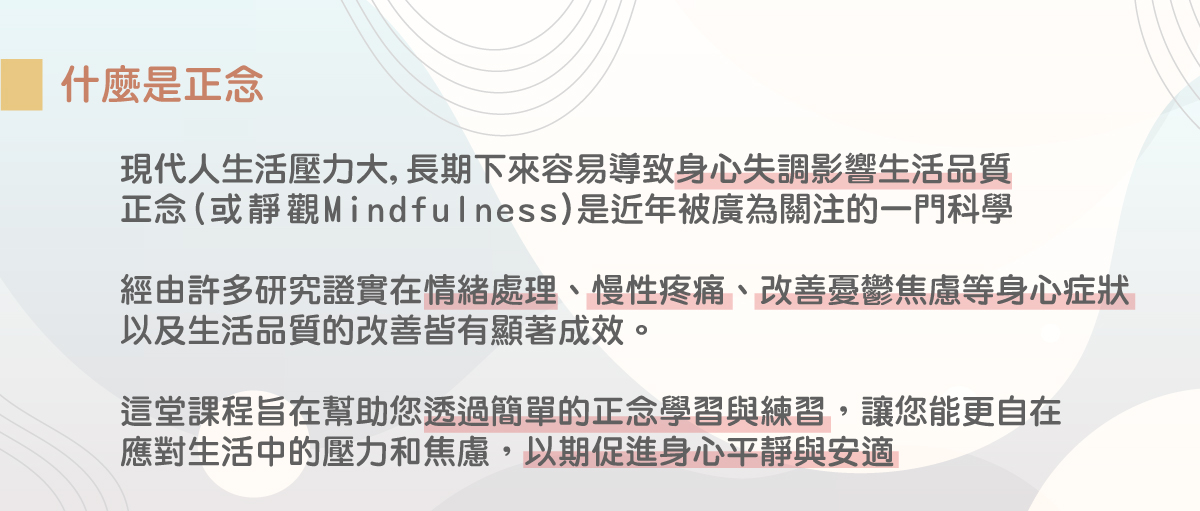 什麼是正念
現代人生活壓力大,長期下來容易導致身心失調影響生活品質
正念(或靜觀Mindfulness)是近年被廣為關注的一門科學
經由許多研究證實在情緒處理、慢性疼痛、改善憂鬱焦慮等身心症狀
以及生活品質的改善皆有顯著成效。
這堂課程旨在幫助您透過簡單的正念學習與練習，讓您能更自在
應對生活中的壓力和焦慮，以期促進身心平靜與安適